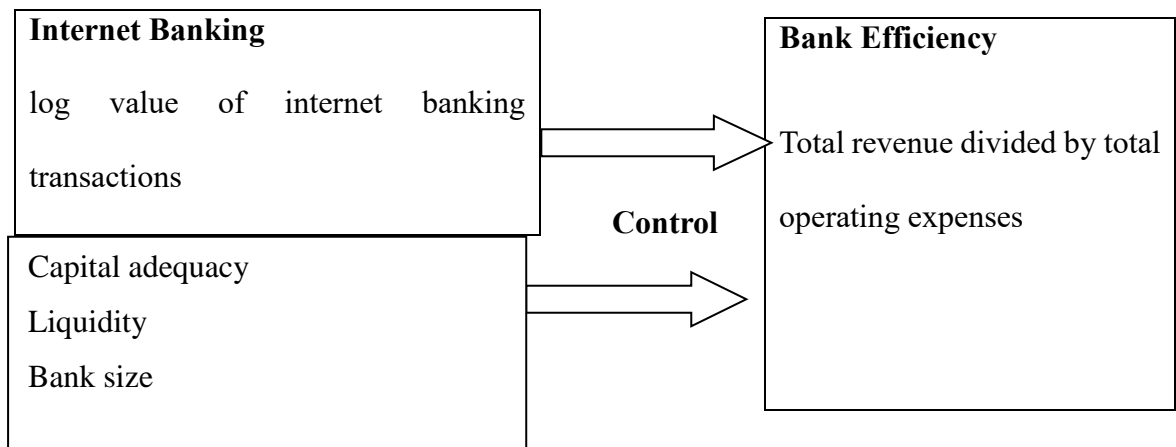 Internet Banking
log value of internet banking
transactions
Control
Capital adequacy
Liquidity
Bank size
Bank Efficiency
Total revenue divided by total
operating expenses